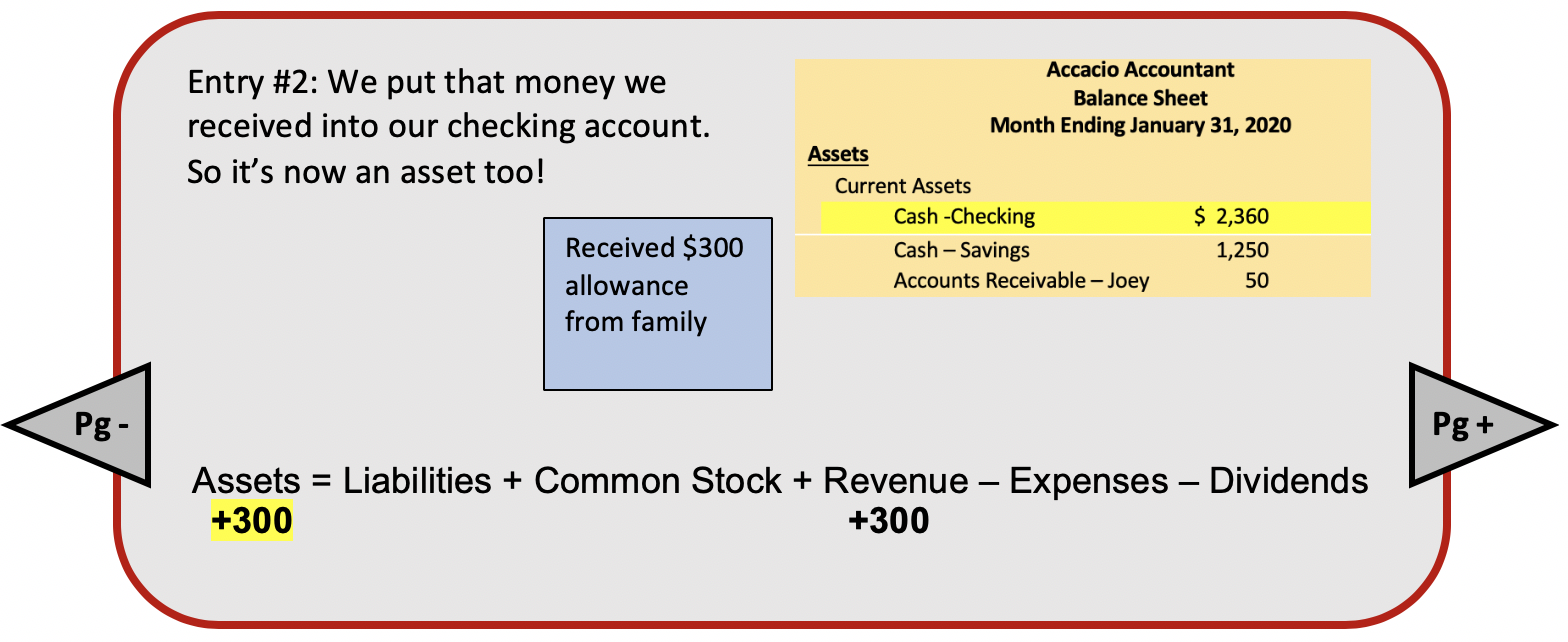 Entry #2: We put that money we
received into our checking account.
So it’s now an asset too!
Accacio Accountant
Balance Sheet
Month Ending January 31, 2020
Assets
Current Assets
Cash -Checking $ 2,360
Cash – Savings 1,250
Accounts Receivable – Joey 50
Received $300
allowance
from family
Pg -
Pg +
Assets = Liabilities + Common Stock + Revenue – Expenses – Dividends
+300 +300